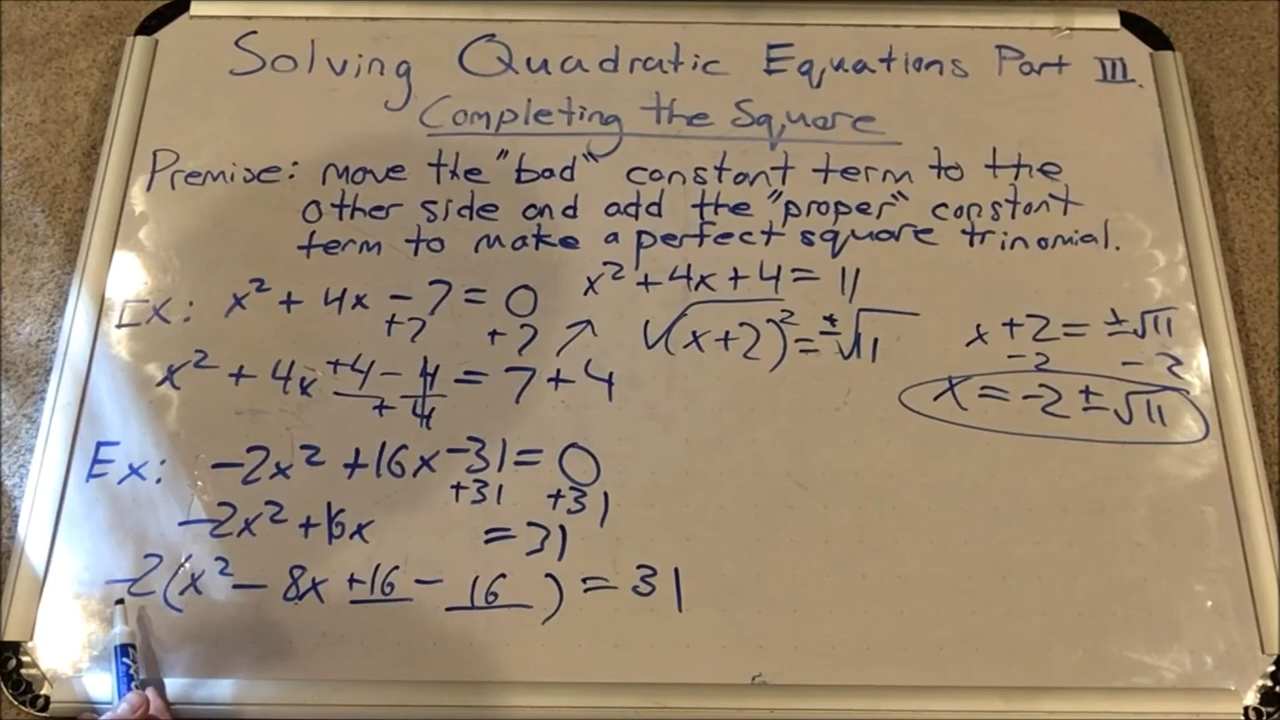 Solving Quadratic Equations Part III.
Completing the Square
Premise: move the "bad" constant term to the
other side and add the "proper" constant
term to make a perfect square trinomial.
Ex: x² + 4x - 7 = 0
+7 +7
x² + 4x +4 - 4 = 7 + 4
+ 4
x² + 4x + 4 = 11
√(x+2)² = ±√11
x + 2 = ±√11
-2 -2
x = -2 ± √11
Ex: -2x² + 16x - 31 = 0
+31 +31
-2x² + 16x = 31
-2(x² - 8x +16 - 16) = 31